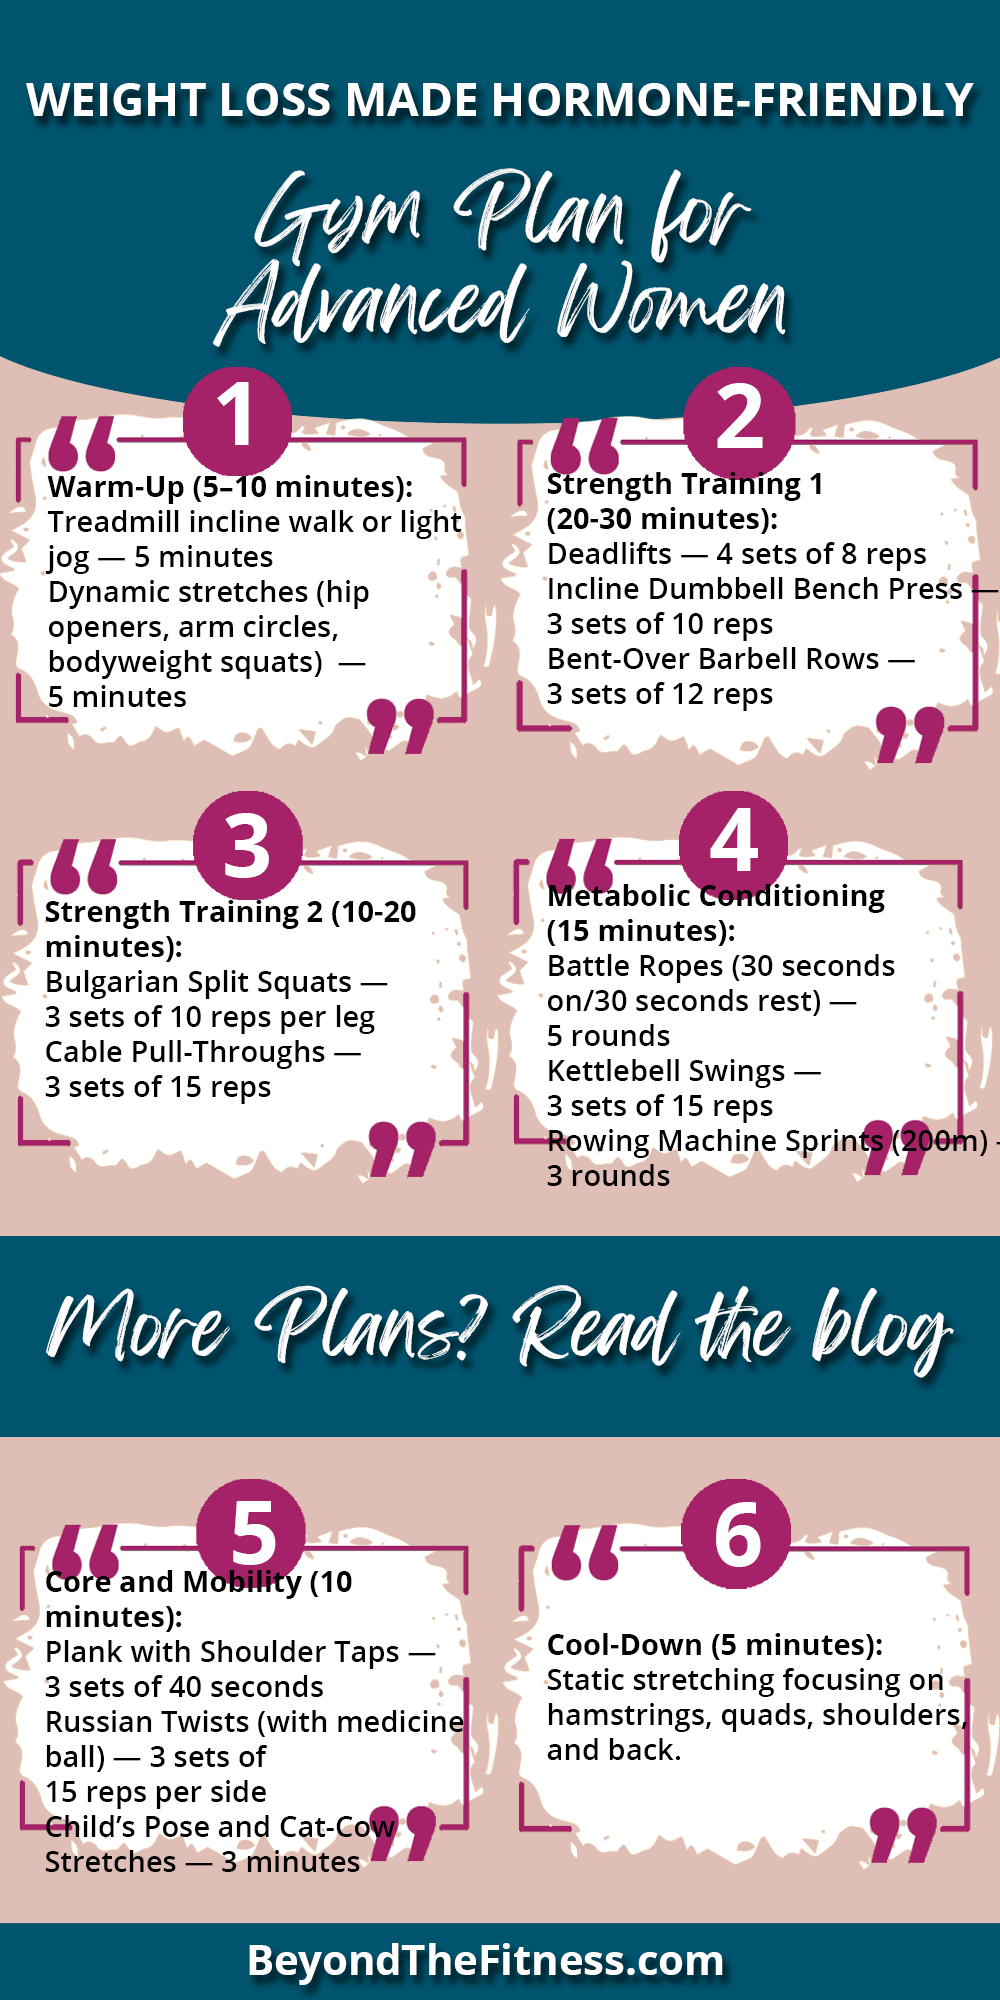 WEIGHT LOSS MADE HORMONE-FRIENDLY
Gym Plan for
Advanced Women
1
Warm-Up (5–10 minutes):
Treadmill incline walk or light
jog — 5 minutes
Dynamic stretches (hip
openers, arm circles,
bodyweight squats)  —
5 minutes
2
Strength Training 1
(20-30 minutes):
Deadlifts — 4 sets of 8 reps
Incline Dumbbell Bench Press —
3 sets of 10 reps
Bent-Over Barbell Rows —
3 sets of 12 reps
3
Strength Training 2 (10-20
minutes):
Bulgarian Split Squats —
3 sets of 10 reps per leg
Cable Pull-Throughs —
3 sets of 15 reps
4
Metabolic Conditioning
(15 minutes):
Battle Ropes (30 seconds
on/30 seconds rest) —
5 rounds
Kettlebell Swings —
3 sets of 15 reps
Rowing Machine Sprints (200m) —
3 rounds
More Plans? Read the blog
5
Core and Mobility (10
minutes):
Plank with Shoulder Taps —
3 sets of 40 seconds
Russian Twists (with medicine
ball) — 3 sets of
15 reps per side
Child’s Pose and Cat-Cow
Stretches — 3 minutes
6
Cool-Down (5 minutes):
Static stretching focusing on
hamstrings, quads, shoulders,
and back.
BeyondTheFitness.com